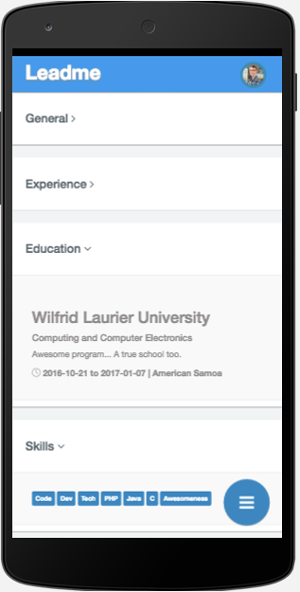 Leadme
General
Experience
Education
Wilfrid Laurier University
Computing and Computer Electronics
Awesome program... A true school too.
2016-10-21 to 2017-01-07 | American Samoa
Skills
Code Dev Tech PHP Java C Awesomeness